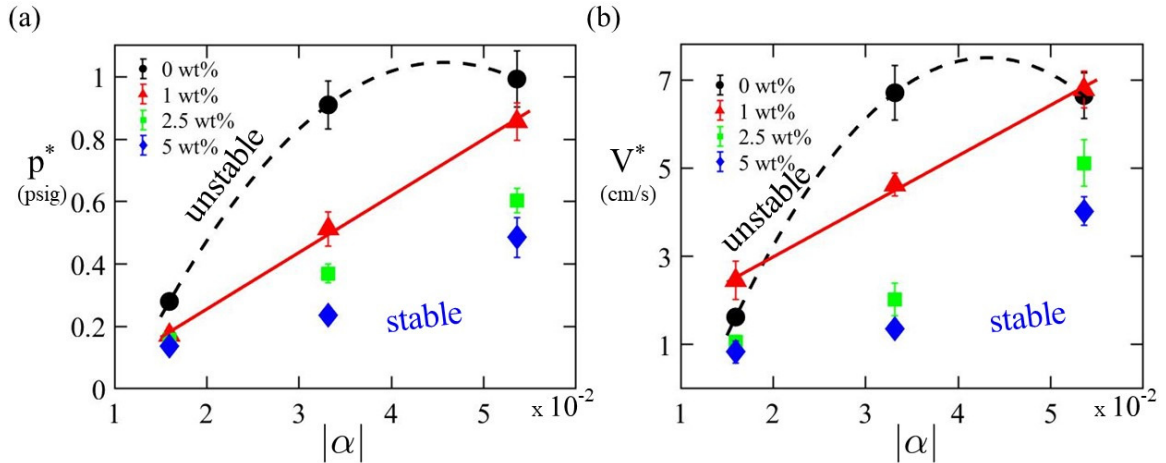 (a)
1
0.8
0.6
0.4
0.2
0
p*
(psig)
0 wt%
1 wt%
2.5 wt%
5 wt%
unstable
stable
1 2 3 4 5 x 10-2
|α|
(b)
7
5
3
1
V*
(cm/s)
0 wt%
1 wt%
2.5 wt%
5 wt%
unstable
stable
1 2 3 4 5 x 10-2
|α|